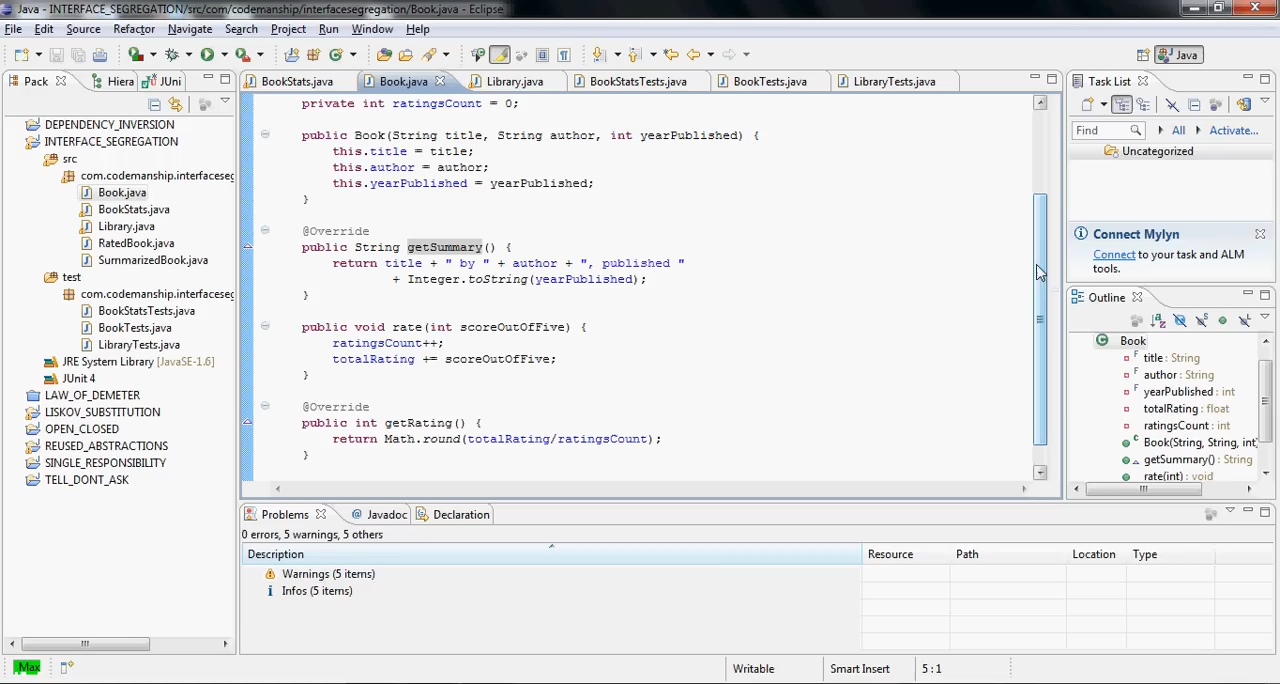 Java - INTERFACE_SEGREGATION/src/com/codemanship/interfacesegregation/Book.java - Eclipse
File Edit Source Refactor Navigate Search Project Run Window Help
Java
Pack Hiera JUni
BookStats.java Book.java Library.java BookStatsTests.java BookTests.java LibraryTests.java
Task List
Find All Activate...
Uncategorized
Connect Mylyn
Connect to your task and ALM
tasks.
DEPENDENCY_INVERSION
INTERFACE_SEGREGATION
src
com.codemanship.interfaceseg
Book.java
BookStats.java
Library.java
RatedBook.java
SummarizedBook.java
test
com.codemanship.interfaceseg
BookStatsTests.java
BookTests.java
LibraryTests.java
JRE System Library [JavaSE-1.6]
JUnit 4
LAW_OF_DEMETER
LISKOV_SUBSTITUTION
OPEN_CLOSED
REUSED_ABSTRACTIONS
SINGLE_RESPONSIBILITY
TELL_DONT_ASK
private int ratingsCount = 0;
public Book(String title, String author, int yearPublished) {
this.title = title;
this.author = author;
this.yearPublished = yearPublished;
}
@Override
public String getSummary() {
return title + " by " + author + ", published "
+ Integer.toString(yearPublished);
}
public void rate(int scoreOutOfFive) {
ratingsCount++;
totalRating += scoreOutOfFive;
}
@Override
public int getRating() {
return Math.round(totalRating/ratingsCount);
}
Outline
Book
title : String
author : String
yearPublished : int
totalRating : float
ratingsCount : int
Book(String, String, int)
getSummary() : String
rate(int) : void
Problems Javadoc Declaration
0 errors, 5 warnings, 5 others
Description Resource Path Location Type
Warnings (5 items)
Infos (5 items)
Max
Writable Smart Insert 5 : 1